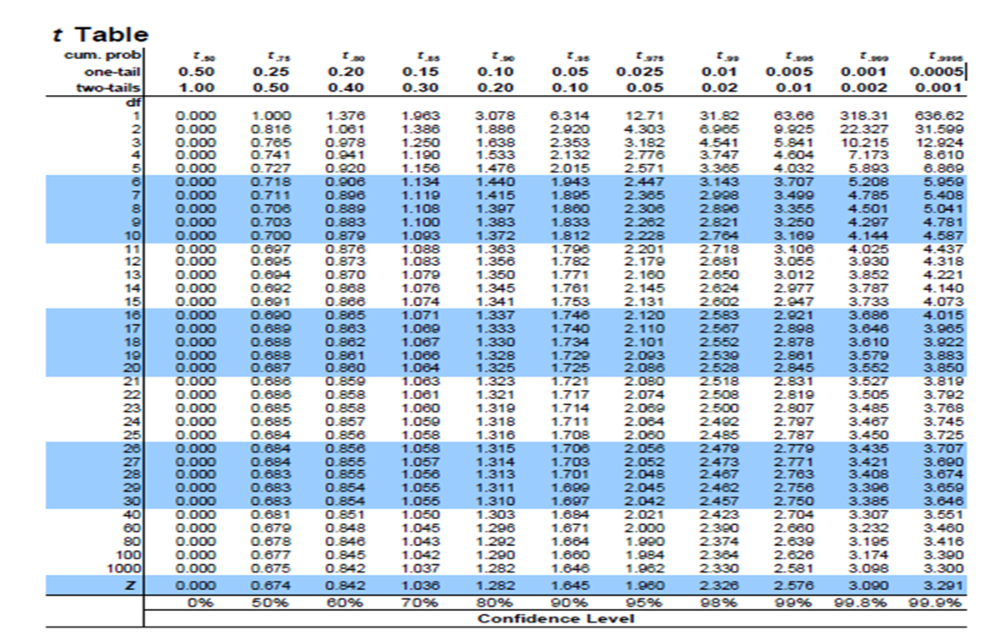 t Table
cum. prob t.50 t.75 t.80 t.85 t.90 t.95 t.975 t.99 t.995 t.999 t.9995
one-tail 0.50 0.25 0.20 0.15 0.10 0.05 0.025 0.01 0.005 0.001 0.0005
two-tails 1.00 0.50 0.40 0.30 0.20 0.10 0.05 0.02 0.01 0.002 0.001
df
1 0.000 1.000 1.376 1.963 3.078 6.314 12.71 31.82 63.66 318.31 636.62
2 0.000 0.816 1.061 1.386 1.886 2.920 4.303 6.965 9.925 22.327 31.599
3 0.000 0.765 0.978 1.250 1.638 2.353 3.182 4.541 5.841 10.215 12.924
4 0.000 0.741 0.941 1.190 1.533 2.132 2.776 3.747 4.604 7.173 8.610
5 0.000 0.727 0.920 1.156 1.476 2.015 2.571 3.365 4.032 5.893 6.869
6 0.000 0.718 0.906 1.134 1.440 1.943 2.447 3.143 3.707 5.208 5.959
7 0.000 0.711 0.896 1.119 1.415 1.895 2.365 2.998 3.499 4.785 5.408
8 0.000 0.706 0.889 1.108 1.397 1.860 2.306 2.896 3.355 4.501 5.041
9 0.000 0.703 0.883 1.100 1.383 1.833 2.262 2.821 3.250 4.297 4.781
10 0.000 0.700 0.879 1.093 1.372 1.812 2.228 2.764 3.169 4.144 4.587
11 0.000 0.697 0.876 1.088 1.363 1.796 2.201 2.718 3.106 4.025 4.437
12 0.000 0.695 0.873 1.083 1.356 1.782 2.179 2.681 3.055 3.930 4.318
13 0.000 0.694 0.870 1.079 1.350 1.771 2.160 2.650 3.012 3.852 4.221
14 0.000 0.692 0.868 1.076 1.345 1.761 2.145 2.624 2.977 3.787 4.140
15 0.000 0.691 0.866 1.074 1.341 1.753 2.131 2.602 2.947 3.733 4.073
16 0.000 0.690 0.865 1.071 1.337 1.746 2.120 2.583 2.921 3.686 4.015
17 0.000 0.689 0.863 1.069 1.333 1.740 2.110 2.567 2.898 3.646 3.965
18 0.000 0.688 0.862 1.067 1.330 1.734 2.101 2.552 2.878 3.610 3.922
19 0.000 0.688 0.861 1.066 1.328 1.729 2.093 2.539 2.861 3.579 3.883
20 0.000 0.687 0.860 1.064 1.325 1.725 2.086 2.528 2.845 3.552 3.850
21 0.000 0.686 0.859 1.063 1.323 1.721 2.080 2.518 2.831 3.527 3.819
22 0.000 0.686 0.858 1.061 1.321 1.717 2.074 2.508 2.819 3.505 3.792
23 0.000 0.685 0.858 1.060 1.319 1.714 2.069 2.500 2.807 3.485 3.768
24 0.000 0.685 0.857 1.059 1.318 1.711 2.064 2.492 2.797 3.467 3.745
25 0.000 0.684 0.856 1.058 1.316 1.708 2.060 2.485 2.787 3.450 3.725
26 0.000 0.684 0.856 1.058 1.315 1.706 2.056 2.479 2.779 3.435 3.707
27 0.000 0.684 0.855 1.057 1.314 1.703 2.052 2.473 2.771 3.421 3.690
28 0.000 0.683 0.855 1.056 1.313 1.701 2.048 2.467 2.763 3.408 3.674
29 0.000 0.683 0.854 1.055 1.311 1.699 2.045 2.462 2.756 3.396 3.659
30 0.000 0.683 0.854 1.055 1.310 1.697 2.042 2.457 2.750 3.385 3.646
40 0.000 0.681 0.851 1.050 1.303 1.684 2.021 2.423 2.704 3.307 3.551
60 0.000 0.679 0.848 1.045 1.296 1.671 2.000 2.390 2.660 3.232 3.460
80 0.000 0.678 0.846 1.043 1.292 1.664 1.990 2.374 2.639 3.195 3.416
100 0.000 0.677 0.845 1.042 1.290 1.660 1.984 2.364 2.626 3.174 3.390
1000 0.000 0.675 0.842 1.037 1.282 1.646 1.962 2.330 2.581 3.098 3.300
z 0.000 0.674 0.842 1.036 1.282 1.645 1.960 2.326 2.576 3.090 3.291
0% 50% 60% 70% 80% 90% 95% 98% 99% 99.8% 99.9%
Confidence Level